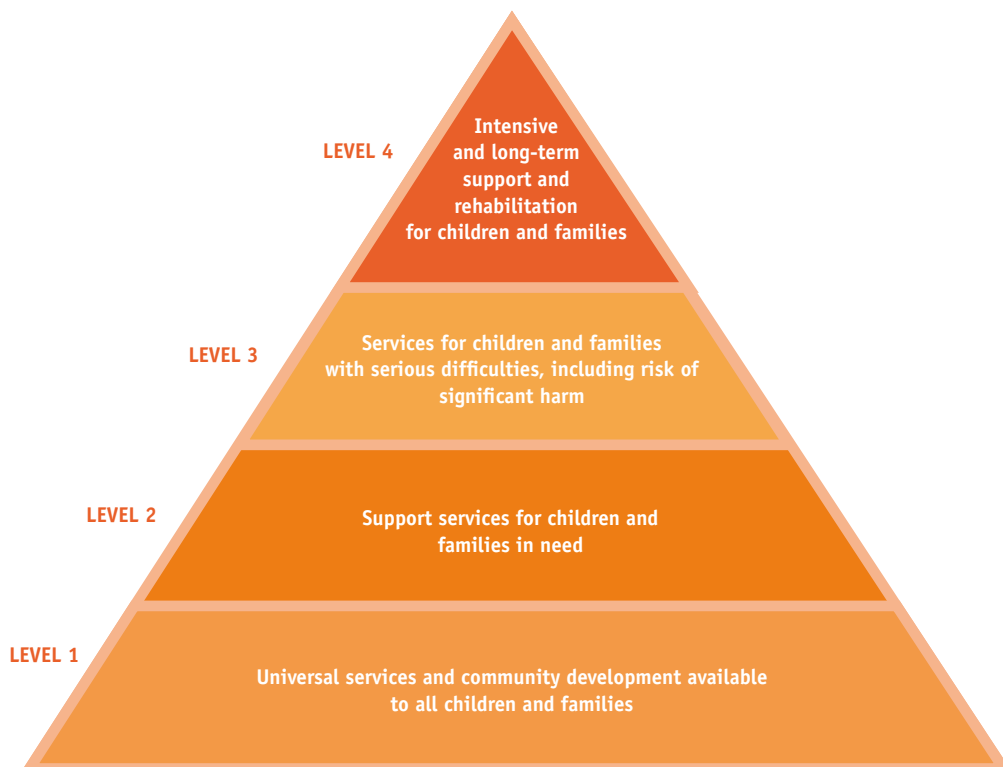 LEVEL 4
Intensive
and long-term
support and
rehabilitation
for children and families
LEVEL 3
Services for children and families
with serious difficulties, including risk of
significant harm
LEVEL 2
Support services for children and
families in need
LEVEL 1
Universal services and community development available
to all children and families